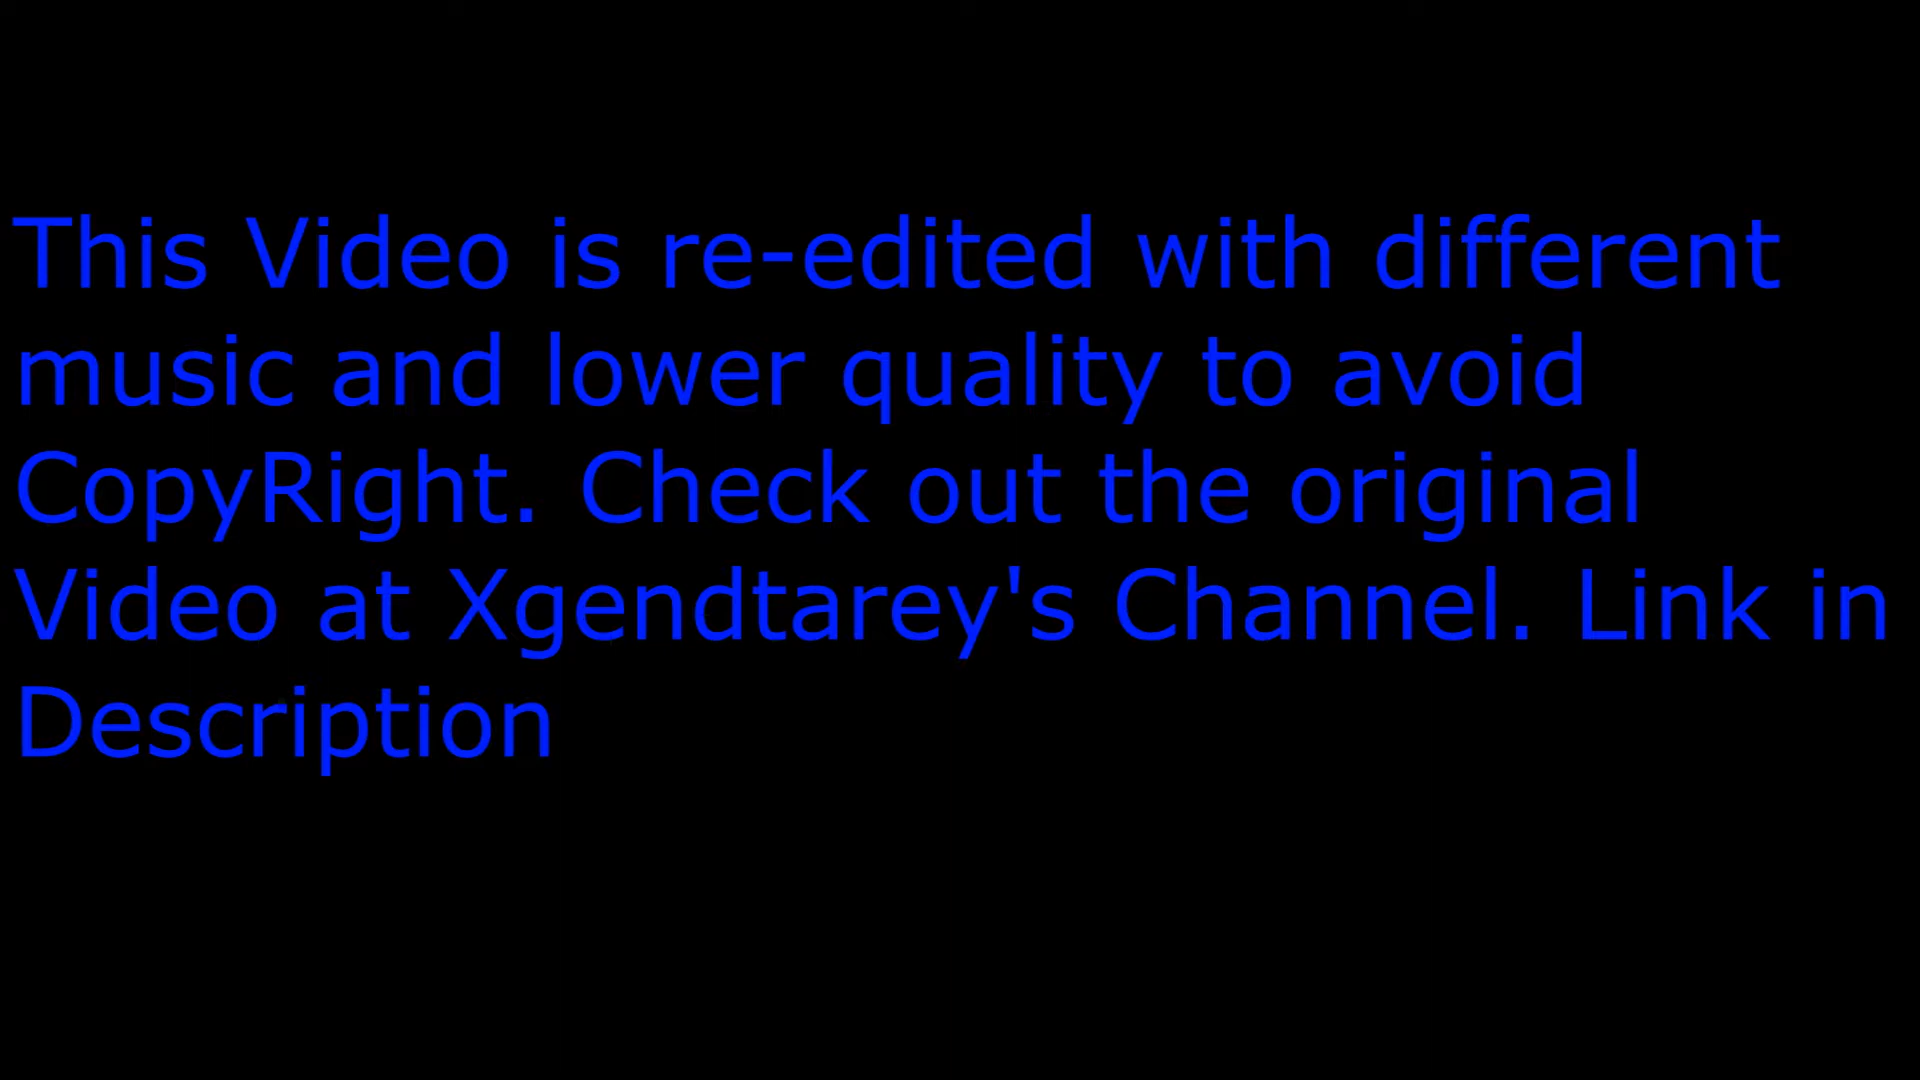 This Video is re-edited with different
music and lower quality to avoid
CopyRight. Check out the original
Video at Xgendtarey's Channel. Link in
Description